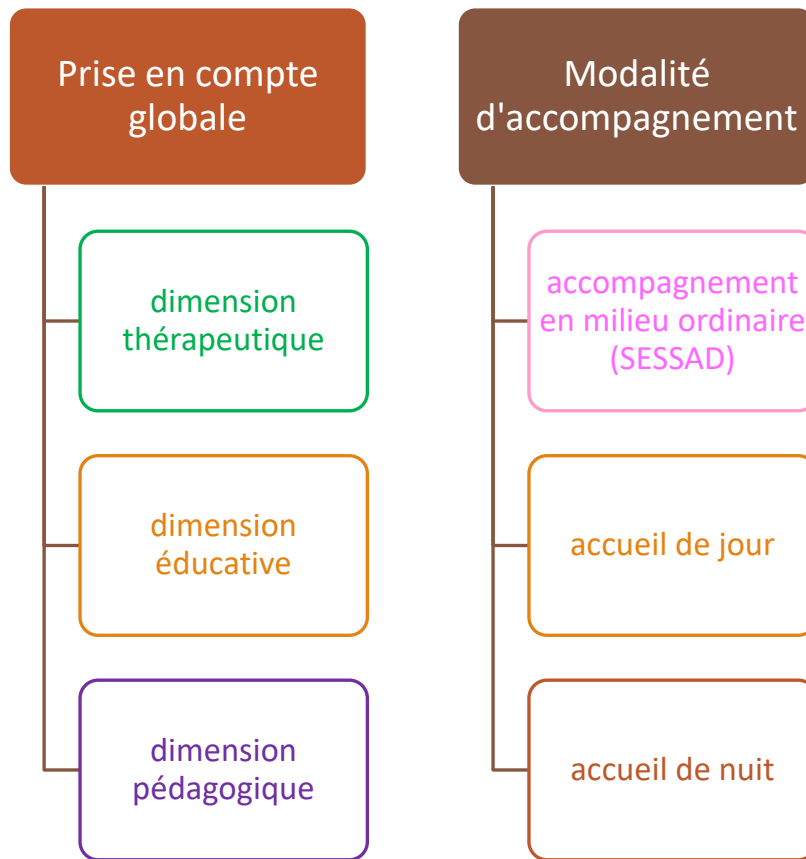 Prise en compte
globale
dimension
thérapeutique
dimension
éducative
dimension
pédagogique
Modalité
d'accompagnement
accompagnement
en milieu ordinaire
(SESSAD)
accueil de jour
accueil de nuit